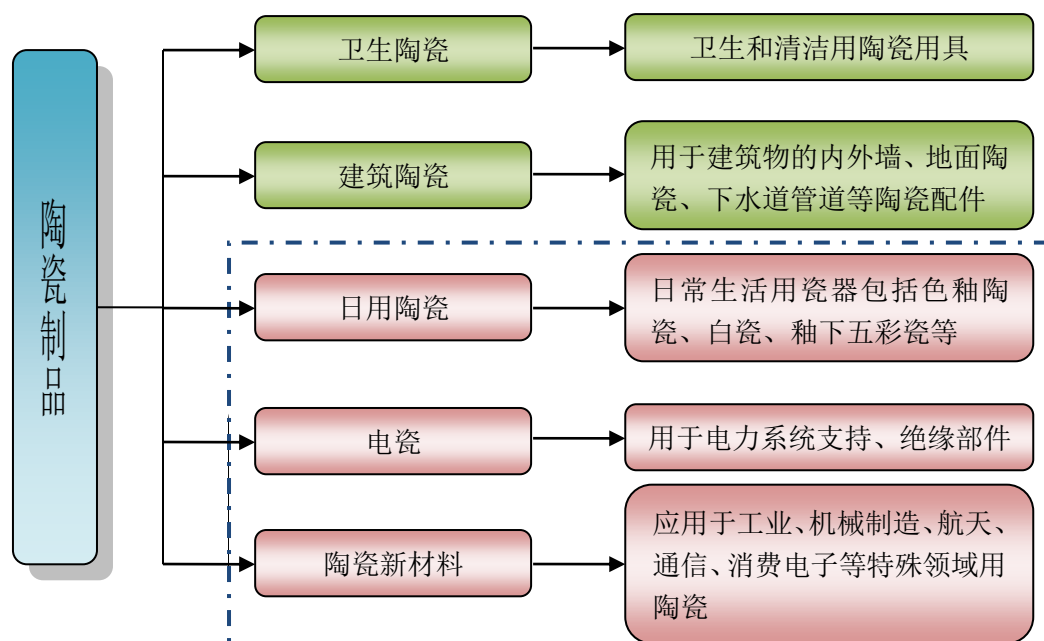 陶瓷制品
卫生陶瓷
卫生和清洁用陶瓷用具
建筑陶瓷
用于建筑物的内外墙、地面陶
瓷、下水道管道等陶瓷配件
日用陶瓷
日常生活用瓷器包括色釉陶
瓷、白瓷、釉下五彩瓷等
电瓷
用于电力系统支持、绝缘部件
陶瓷新材料
应用于工业、机械制造、航天、
通信、消费电子等特殊领域用
陶瓷